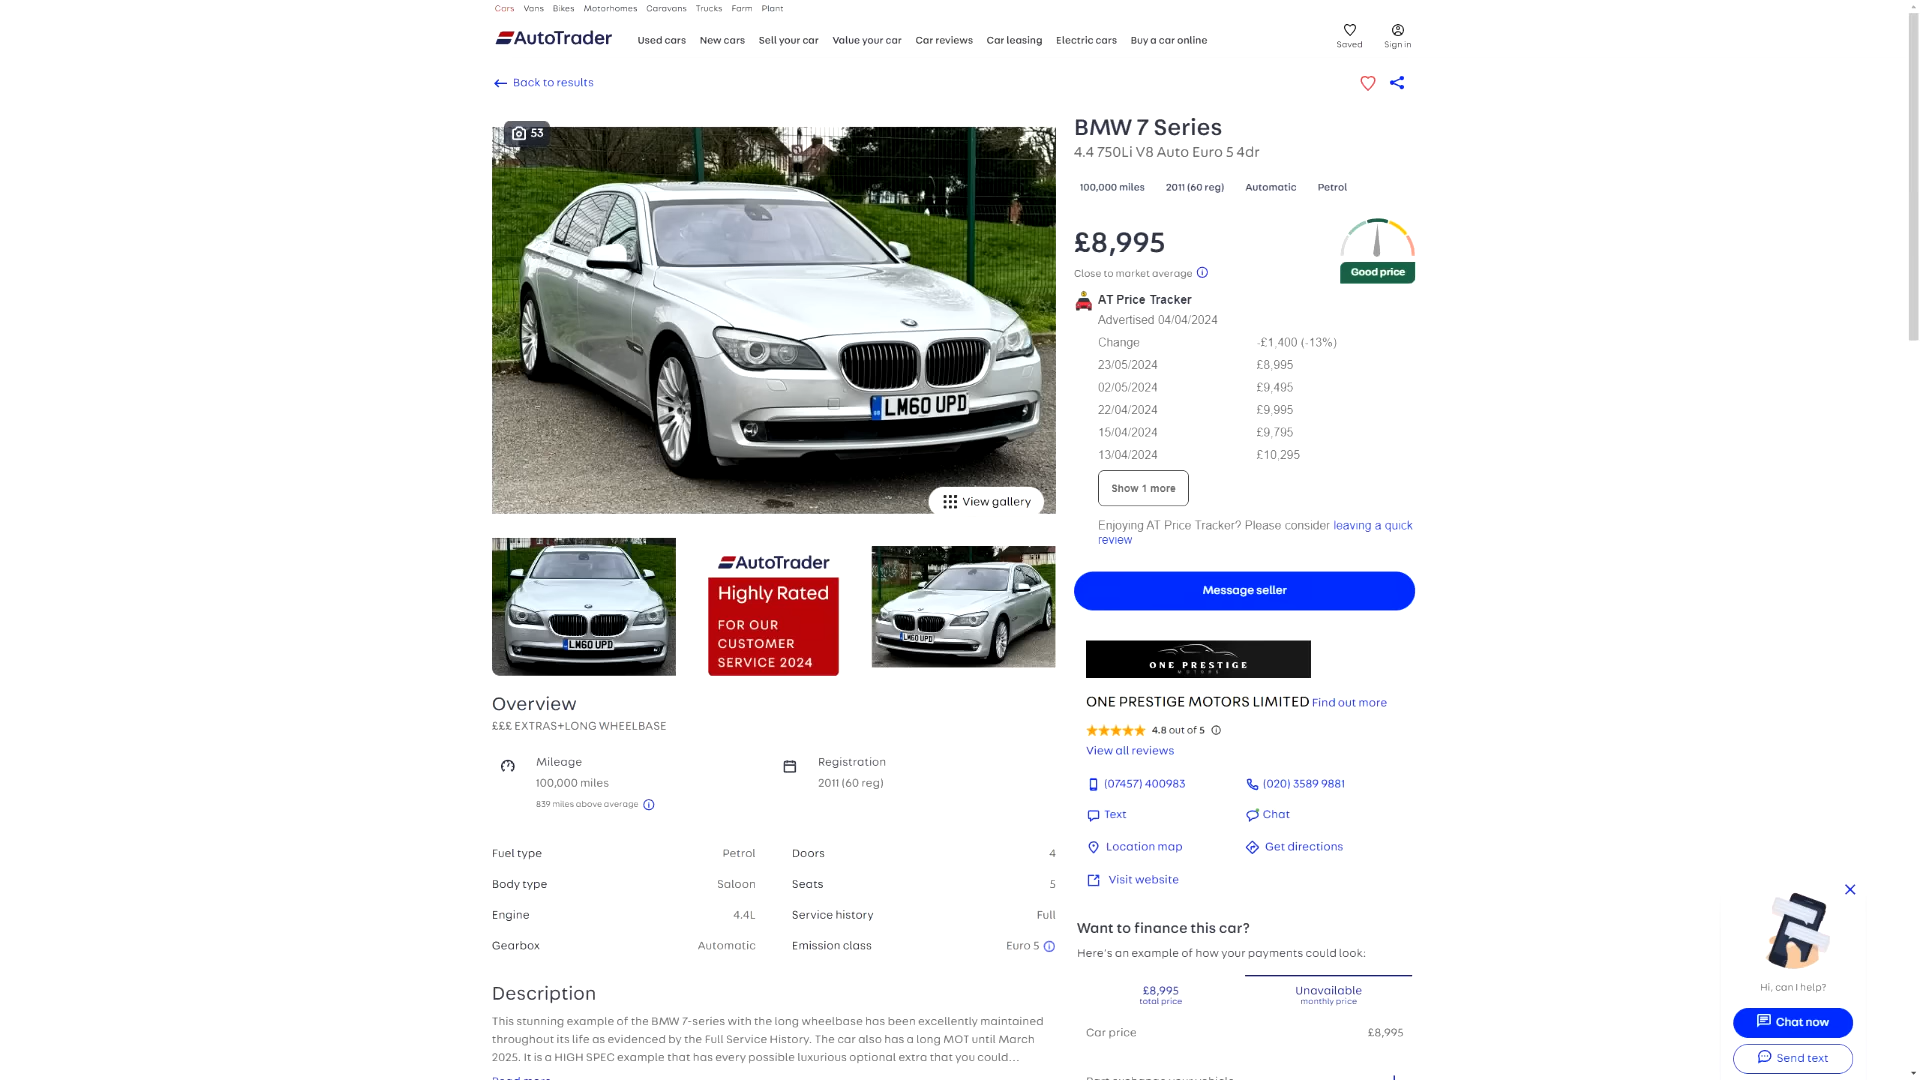 Cars Vans Bikes Motorhomes Caravans Trucks Farm Plant
AutoTrader Used cars New cars Sell your car Value your car Car reviews Car leasing Electric cars Buy a car online Saved Sign in
Back to results
53
LM60 UPD
View gallery
LM60 UPD
AutoTrader
Highly Rated
FOR OUR
CUSTOMER
SERVICE 2024
LM60 UPD
Overview
£££ EXTRAS+LONG WHEELBASE
Mileage
100,000 miles
839 miles above average
Registration
2011 (60 reg)
Fuel type Petrol Doors 4
Body type Saloon Seats 5
Engine 4.4L Service history Full
Gearbox Automatic Emission class Euro 5
Description
This stunning example of the BMW 7-series with the long wheelbase has been excellently maintained
throughout its life as evidenced by the Full Service History. The car also has a long MOT until March
2025. It is a HIGH SPEC example that has every possible luxurious optional extra that you could...
Read more
BMW 7 Series
4.4 750Li V8 Auto Euro 5 4dr
100,000 miles 2011 (60 reg) Automatic Petrol
£8,995
Close to market average
Good price
AT Price Tracker
Advertised 04/04/2024
Change -£1,400 (-13%)
23/05/2024 £8,995
02/05/2024 £9,495
22/04/2024 £9,995
15/04/2024 £9,795
13/04/2024 £10,295
Show 1 more
Enjoying AT Price Tracker? Please consider leaving a quick
review
Message seller
ONE PRESTIGE
MOTORS
ONE PRESTIGE MOTORS LIMITED Find out more
4.8 out of 5
View all reviews
(07457) 400983 (020) 3589 9881
Text Chat
Location map Get directions
Visit website
Want to finance this car?
Here's an example of how your payments could look:
£8,995 Unavailable
total price monthly price
Car price £8,995
Part exchange your vehicle
Hi, can I help?
Chat now
Send text